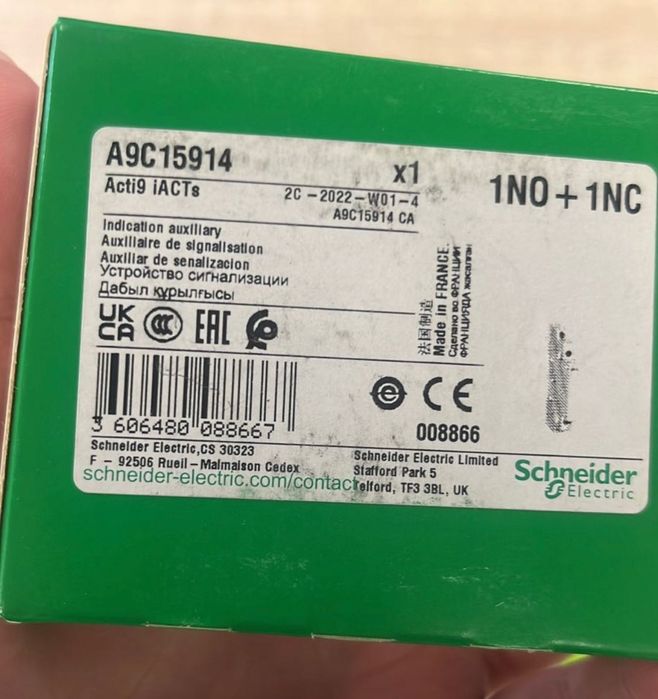 A9C15914
x1
Acti9 iACTs
2C-2022-W01-4
A9C15914 CA
1NO + 1NC
Indication auxiliary
Auxiliaire de signalisation
Auxiliar de senalizacion
Устройство сигнализации
Дабыл құрылғысы
法国制造
Made in FRANCE.
Сделано во ФРАНЦИИ
ФРАНЦИЯДА жасалған
UK
CA
CCC
EAC
e
CE
3 606480 088667
008866
Schneider Electric,CS 30323
F - 92506 Rueil-Malmaison Cedex
schneider-electric.com/contact
Schneider Electric Limited
Stafford Park 5
Telford, TF3 3BL, UK
Schneider
Electric